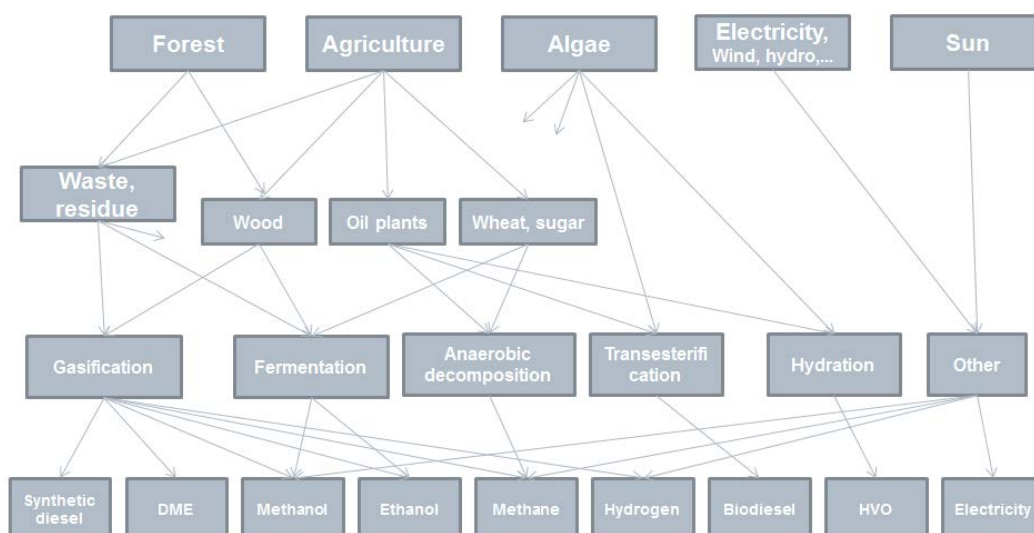 Forest
Agriculture
Algae
Electricity,
Wind, hydro,...
Sun
Waste,
residue
Wood
Oil plants
Wheat, sugar
Gasification
Fermentation
Anaerobic
decomposition
Transesterifi
cation
Hydration
Other
Synthetic
diesel
DME
Methanol
Ethanol
Methane
Hydrogen
Biodiesel
HVO
Electricity